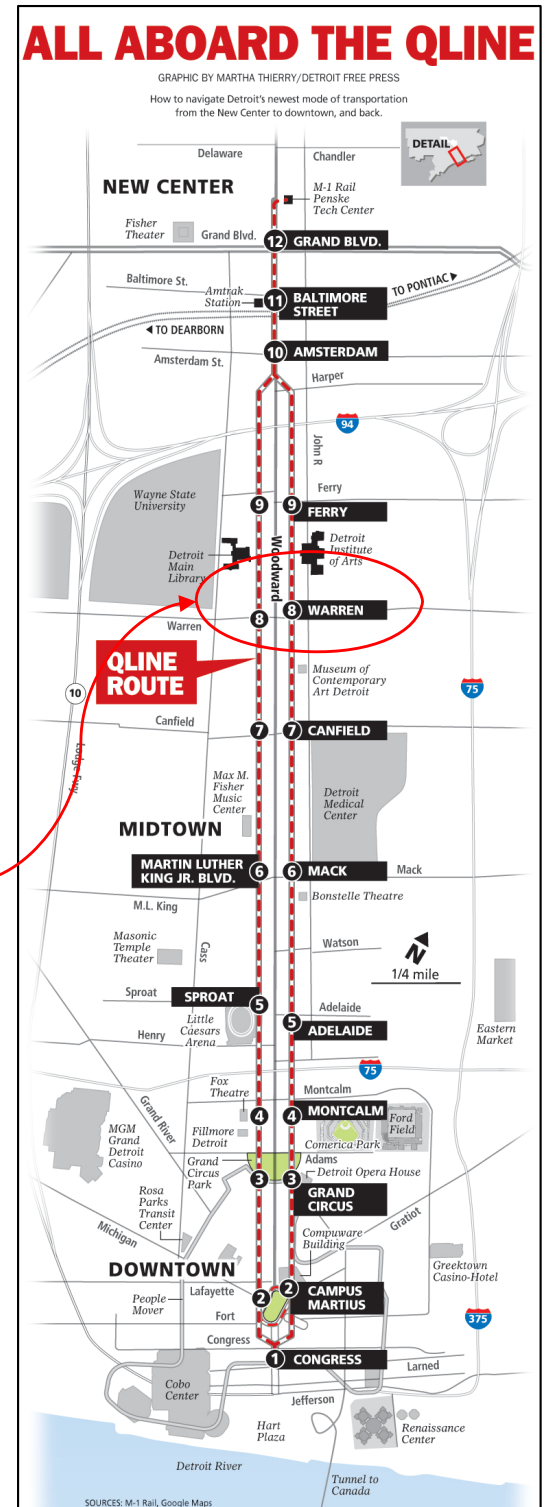 ALL ABOARD THE QLINE
GRAPHIC BY MARTHA THIERRY/DETROIT FREE PRESS
How to navigate Detroit's newest mode of transportation
from the New Center to downtown, and back.
DETAIL
Delaware
Chandler
NEW CENTER
M-1 Rail
Penske
Tech Center
Fisher
Theater
Grand Blvd.
12 GRAND BLVD.
Baltimore St.
Amtrak
Station
11 BALTIMORE
STREET
TO PONTIAC
TO DEARBORN
10 AMSTERDAM
Amsterdam St.
Harper
94
John R
Wayne State
University
Ferry
9
9 FERRY
Woodward
Detroit
Main
Library
Detroit
Institute
of Arts
8 WARREN
Warren
8
QLINE
ROUTE
Museum of
Contemporary
Art Detroit
10
75
Lodge Fwy
Canfield
7
7 CANFIELD
Max M.
Fisher
Music
Center
Detroit
Medical
Center
MIDTOWN
MARTIN LUTHER
KING JR. BLVD.
6
6 MACK
Mack
M.L. King
Bonstelle Theatre
Masonic
Temple
Theater
Cass
Watson
N
1/4 mile
Sproat
SPROAT
5
Adelaide
Little
Caesars
Arena
5
ADELAIDE
Henry
Eastern
Market
75
Fox
Theatre
Montcalm
Grand River
4
4 MONTCALM
Ford
Field
MGM
Grand
Detroit
Casino
Fillmore
Detroit
Comerica Park
Grand
Circus
Park
Adams
Detroit Opera House
3
3
GRAND
CIRCUS
Rosa
Parks
Transit
Center
Michigan
Gratiot
Compuware
Building
DOWNTOWN
Greektown
Casino-Hotel
People
Mover
Lafayette
2
2 CAMPUS
MARTIUS
Fort
375
Congress
1 CONGRESS
Larned
Cobo
Center
Jefferson
Hart
Plaza
Renaissance
Center
Detroit River
Tunnel to
Canada
SOURCES: M-1 Rail, Google Maps